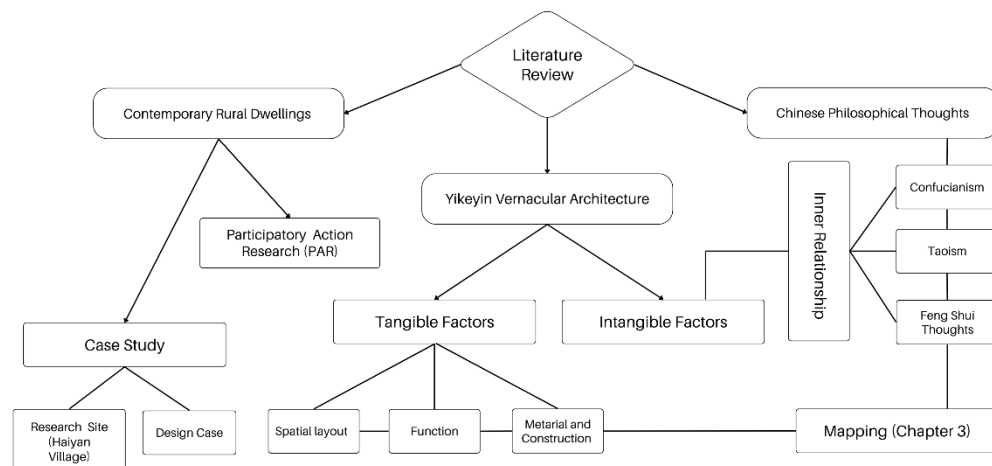 Literature
Review
Contemporary Rural Dwellings
Chinese Philosophical Thoughts
Yikeyin Vernacular Architecture
Participatory Action
Research (PAR)
Inner Relationship
Confucianism
Taoism
Feng Shui
Thoughts
Case Study
Tangible Factors
Intangible Factors
Research Site
(Haiyan
Village)
Design Case
Spatial layout
Function
Metarial and
Construction
Mapping (Chapter 3)